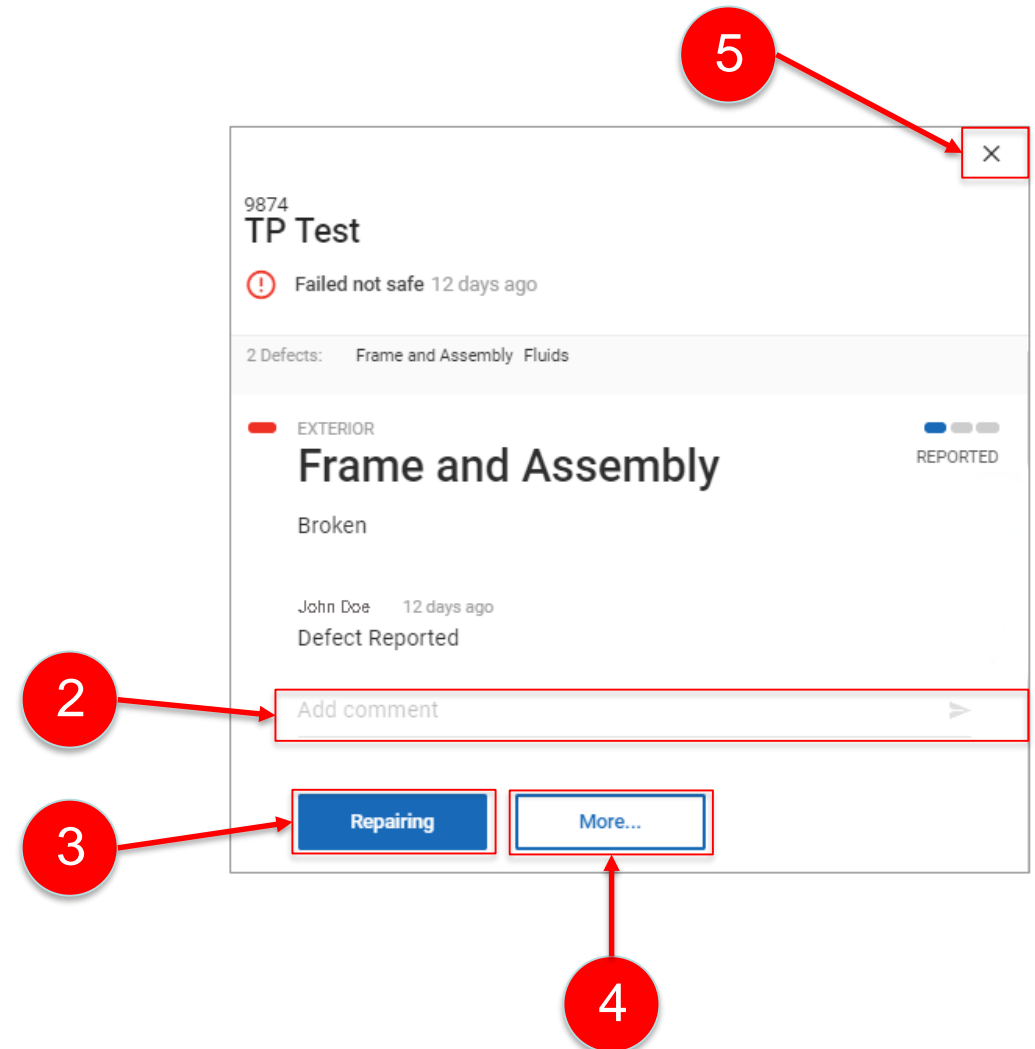 5
9874
TP Test
Failed not safe 12 days ago
2 Defects: Frame and Assembly Fluids
EXTERIOR
Frame and Assembly
REPORTED
Broken
John Doe 12 days ago
Defect Reported
2
Add comment
3
Repairing
More...
4